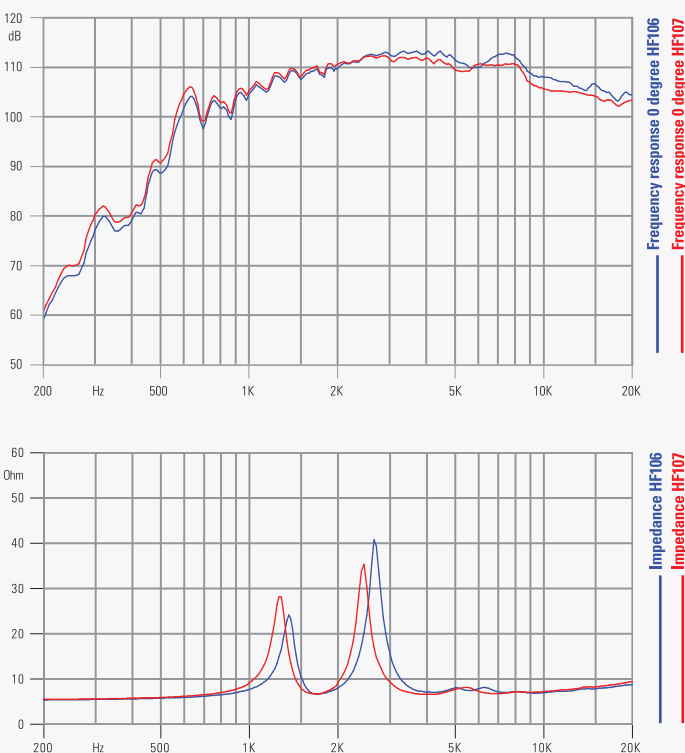 120
dB
110
100
90
80
70
60
50
200 Hz 500 1K 2K 5K 10K 20K
Frequency response 0 degree HF106
Frequency response 0 degree HF107
60
Ohm
50
40
30
20
10
0
200 Hz 500 1K 2K 5K 10K 20K
Impedance HF106
Impedance HF107